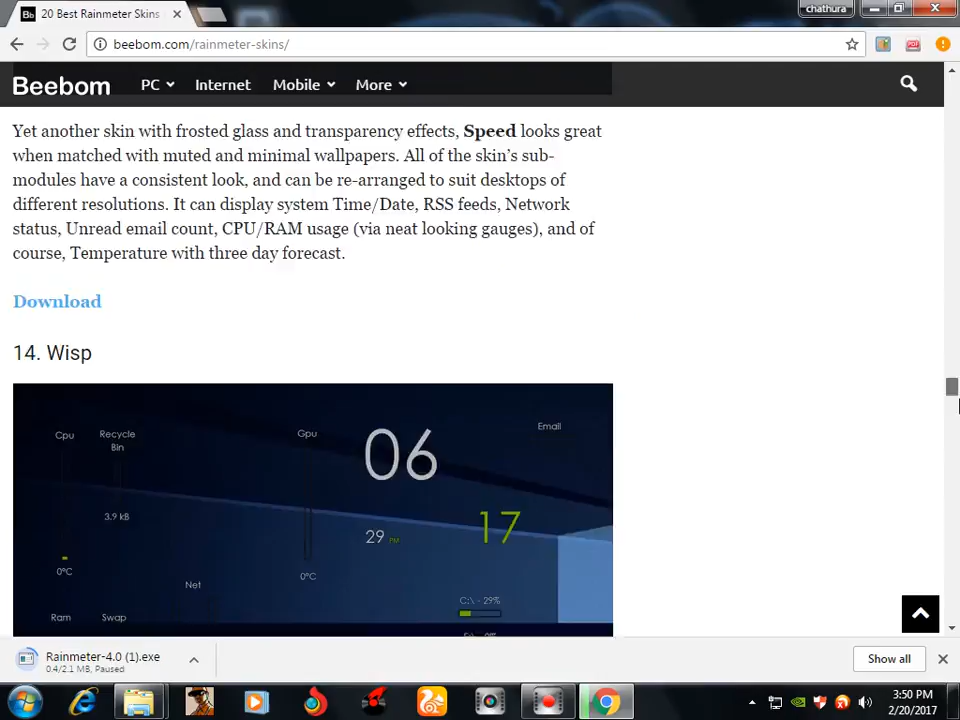 20 Best Rainmeter Skins
chathura
beebom.com/rainmeter-skins/
Beebom PC Internet Mobile More
Yet another skin with frosted glass and transparency effects, Speed looks great
when matched with muted and minimal wallpapers. All of the skin’s sub-
modules have a consistent look, and can be re-arranged to suit desktops of
different resolutions. It can display system Time/Date, RSS feeds, Network
status, Unread email count, CPU/RAM usage (via neat looking gauges), and of
course, Temperature with three day forecast.
Download
14. Wisp
Cpu
Recycle
Bin
Gpu
06
Email
3.9 kB
17
29 PM
0°C
0°C
Net
C:\ - 29%
Ram
Swap
Rainmeter-4.0 (1).exe
0.4/2.1 MB, Paused
Show all
3:50 PM
2/20/2017